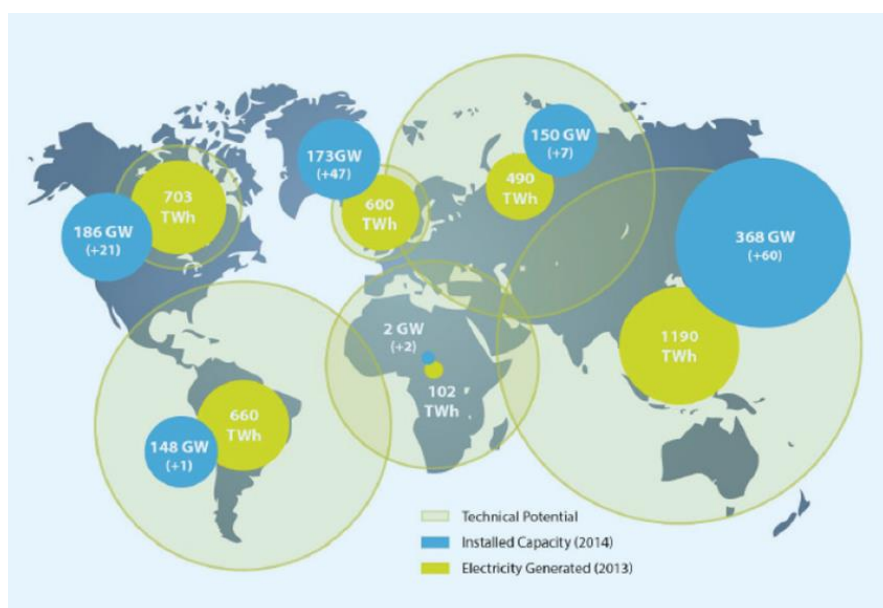 150 GW
(+7)
173GW
(+47)
490
TWh
703
TWh
600
TWh
186 GW
(+21)
368 GW
(+60)
2 GW
(+2)
1190
TWh
102
TWh
660
TWh
148 GW
(+1)
Technical Potential
Installed Capacity (2014)
Electricity Generated (2013)